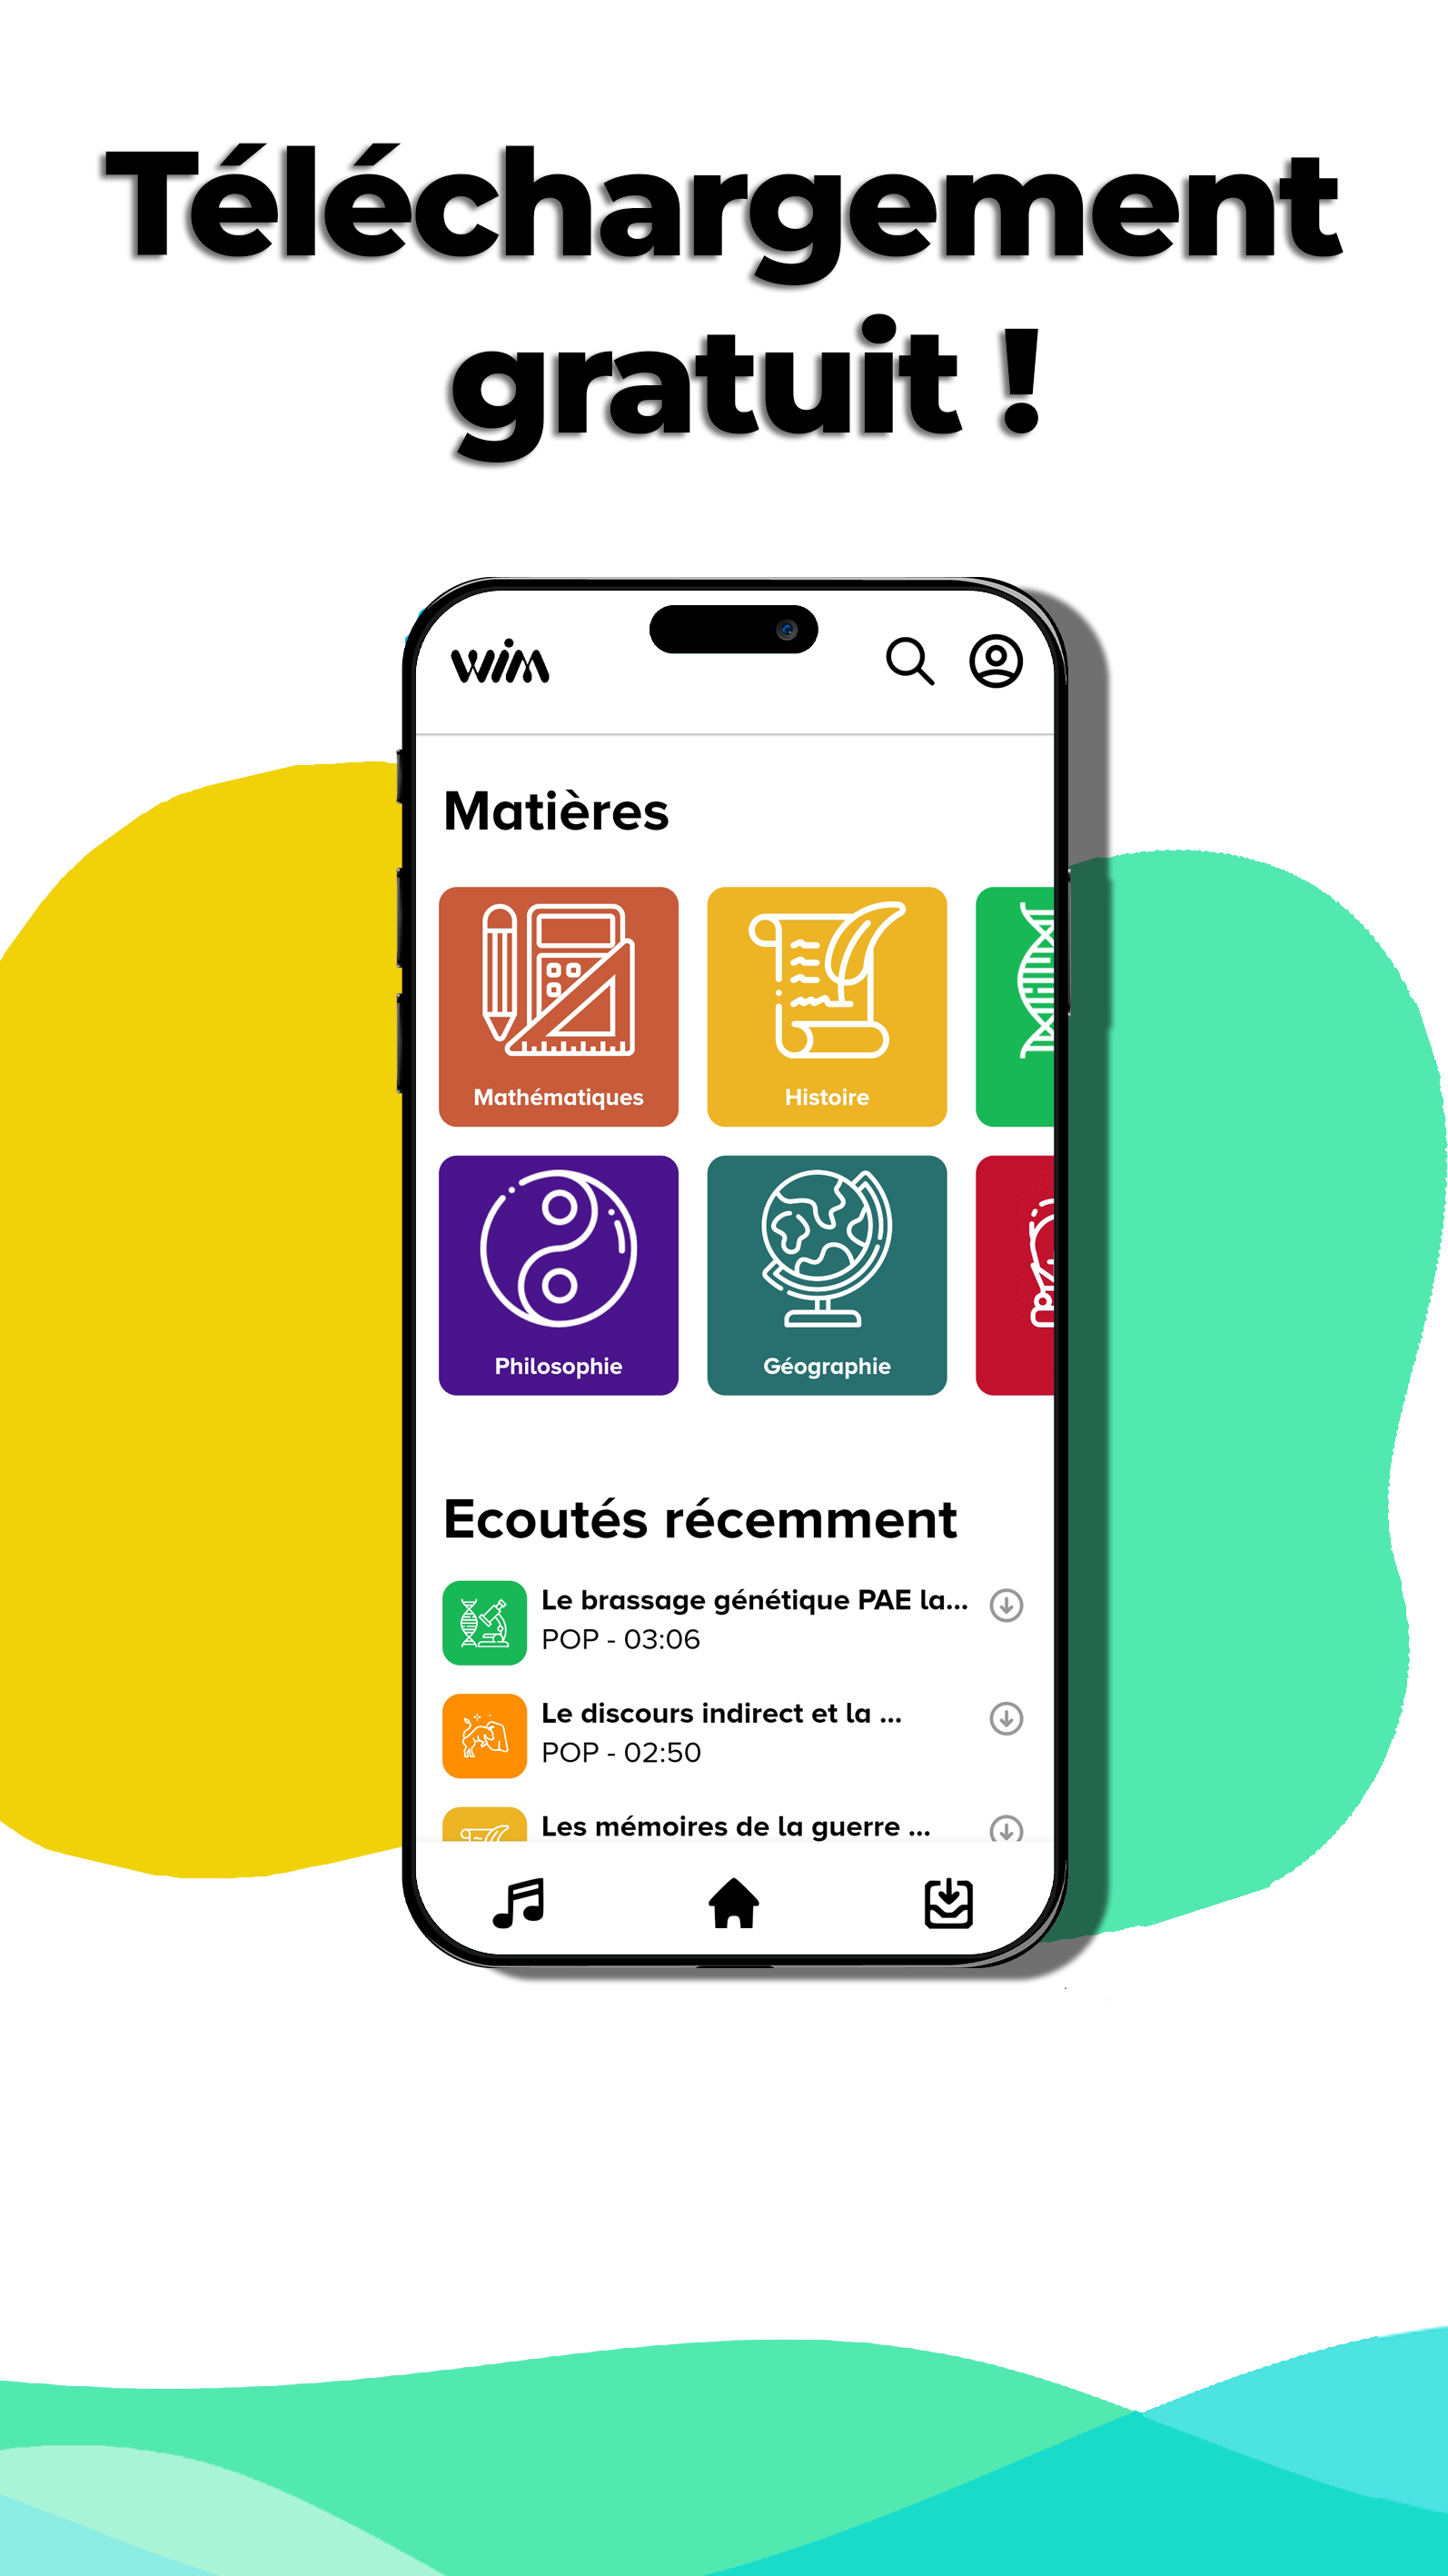 Téléchargement
gratuit !
wim
Matières
Mathématiques
Histoire
Philosophie
Géographie
Ecoutés récemment
Le brassage génétique PAE la...
POP - 03:06
Le discours indirect et la ...
POP - 02:50
Les mémoires de la guerre ...